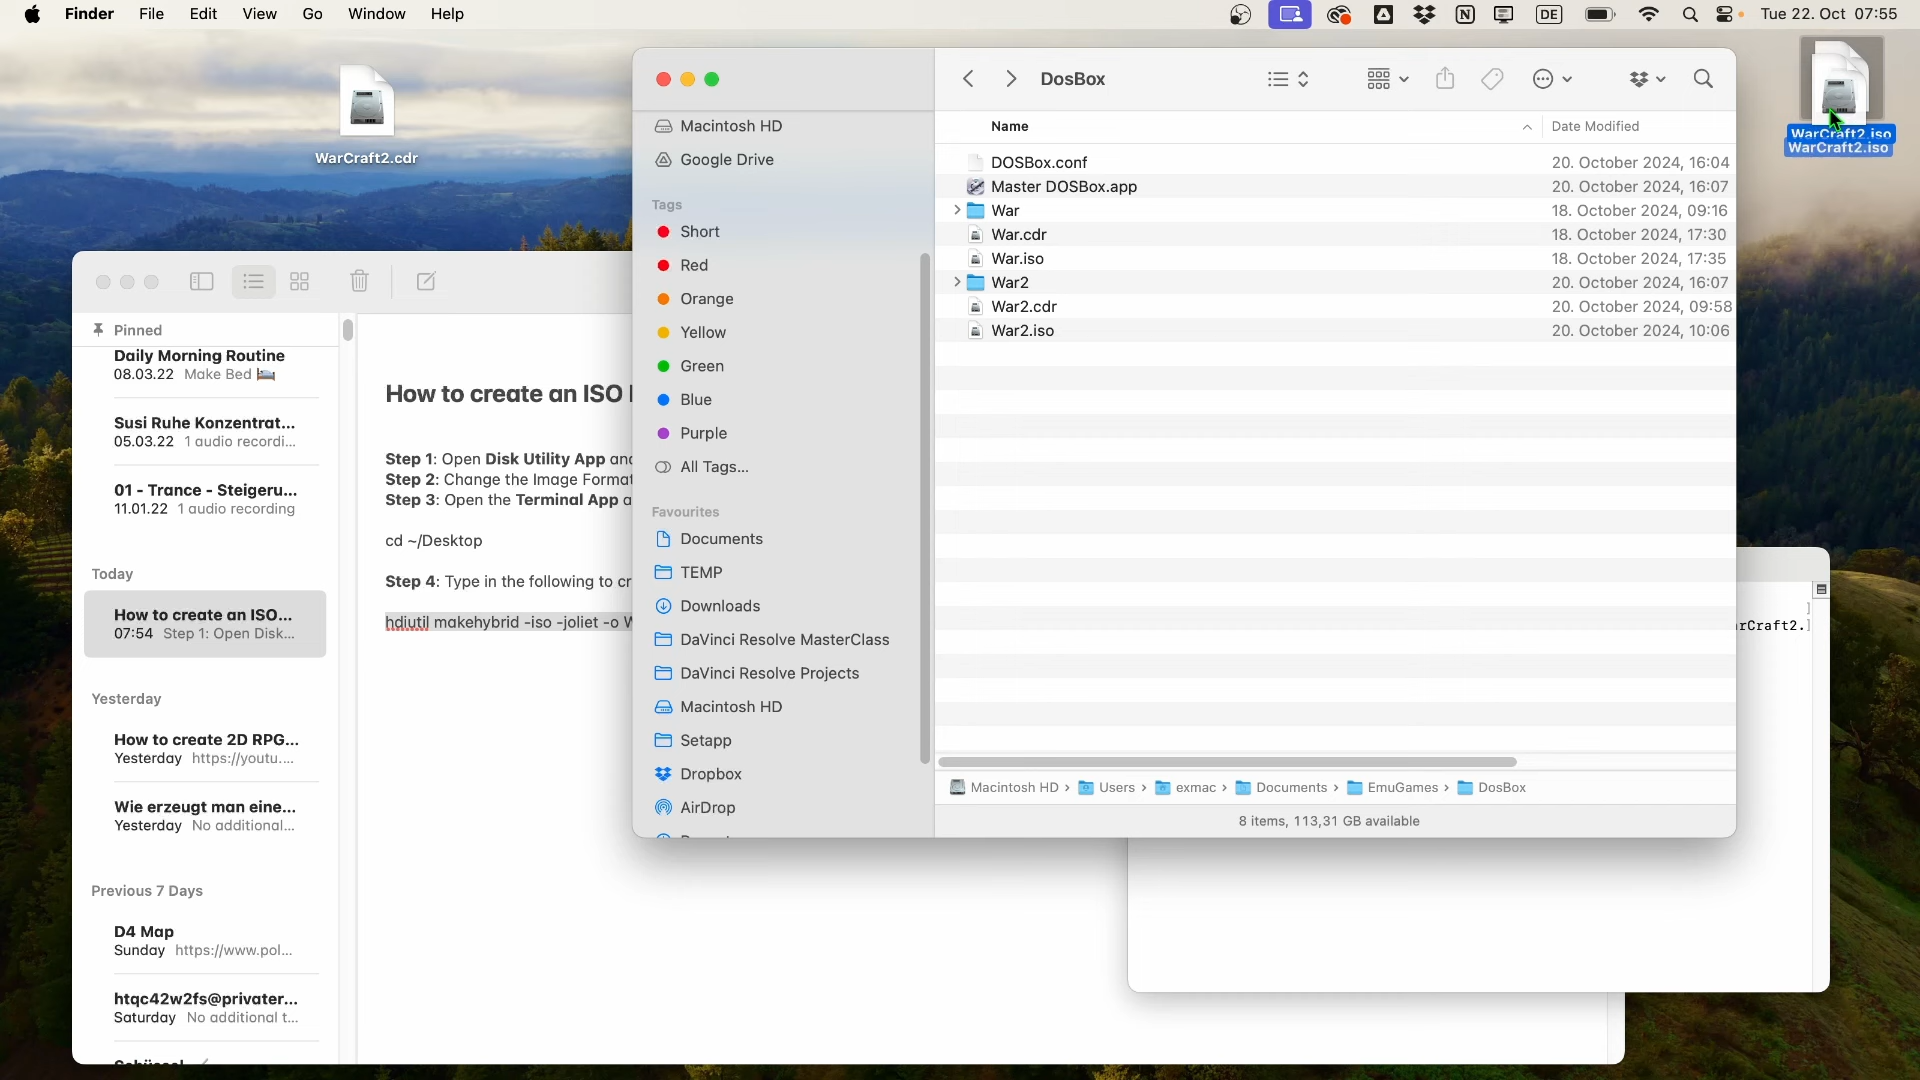 Finder File Edit View Go Window Help
DE
Tue 22. Oct 07:55
WarCraft2.cdr
WarCraft2.iso
WarCraft2.iso
DosBox
Macintosh HD
Google Drive
Tags
Short
Red
Orange
Yellow
Green
Blue
Purple
All Tags...
Favourites
Documents
TEMP
Downloads
DaVinci Resolve MasterClass
DaVinci Resolve Projects
Macintosh HD
Setapp
Dropbox
AirDrop
Name Date Modified
DOSBox.conf 20. October 2024, 16:04
Master DOSBox.app 20. October 2024, 16:07
War 18. October 2024, 09:16
War.cdr 18. October 2024, 17:30
War.iso 18. October 2024, 17:35
War2 20. October 2024, 16:07
War2.cdr 20. October 2024, 09:58
War2.iso 20. October 2024, 10:06
Macintosh HD › Users › exmac › Documents › EmuGames › DosBox
8 items, 113,31 GB available
Pinned
Daily Morning Routine
08.03.22 Make Bed 🛌
Susi Ruhe Konzentrat...
05.03.22 1 audio recordi...
01 - Trance - Steigeru...
11.01.22 1 audio recording
Today
How to create an ISO...
07:54 Step 1: Open Disk...
Yesterday
How to create 2D RPG...
Yesterday https://youtu....
Wie erzeugt man eine...
Yesterday No additional...
Previous 7 Days
D4 Map
Sunday https://www.pol...
htqc42w2fs@privater...
Saturday No additional t...
How to create an ISO
Step 1: Open Disk Utility App and
Step 2: Change the Image Format
Step 3: Open the Terminal App a
cd ~/Desktop
Step 4: Type in the following to cr
hdiutil makehybrid -iso -joliet -o W
]
rCraft2.]